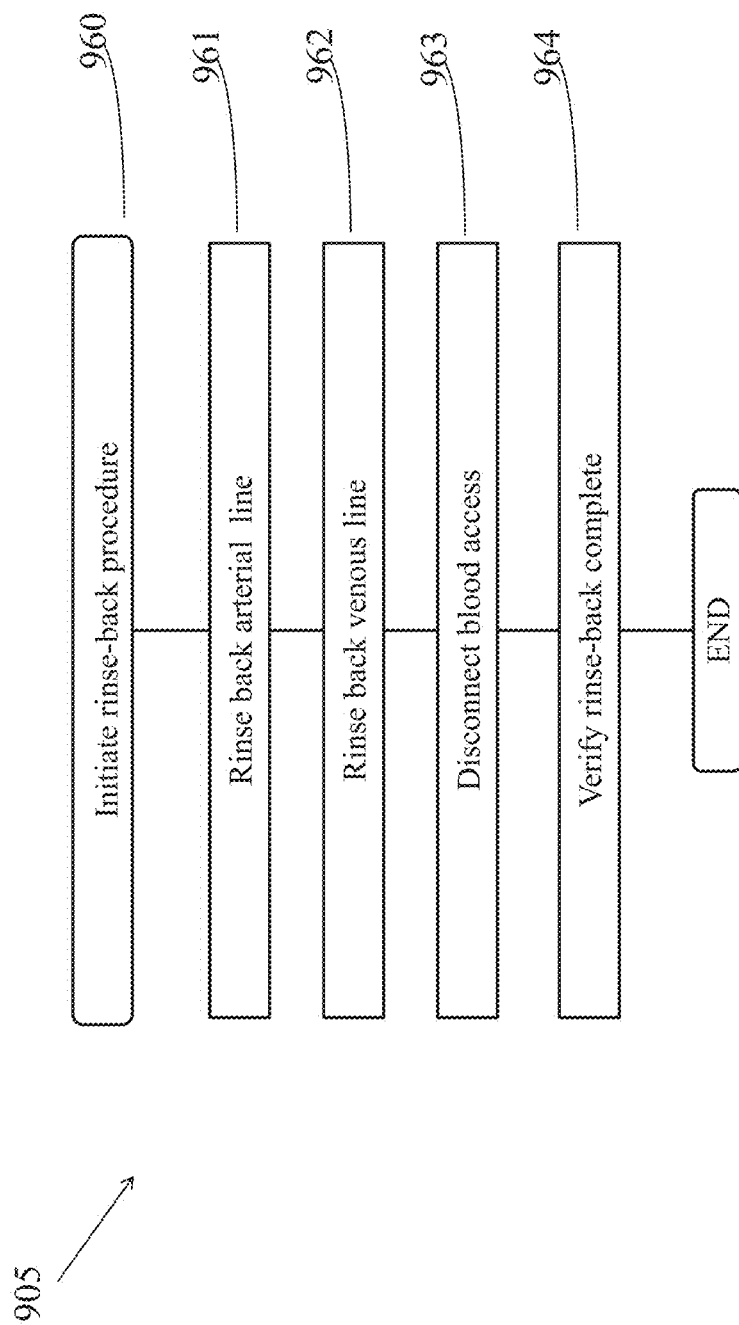 905
Initiate rinse-back procedure
960
Rinse back arterial line
961
Rinse back venous line
962
Disconnect blood access
963
Verify rinse-back complete
964
END